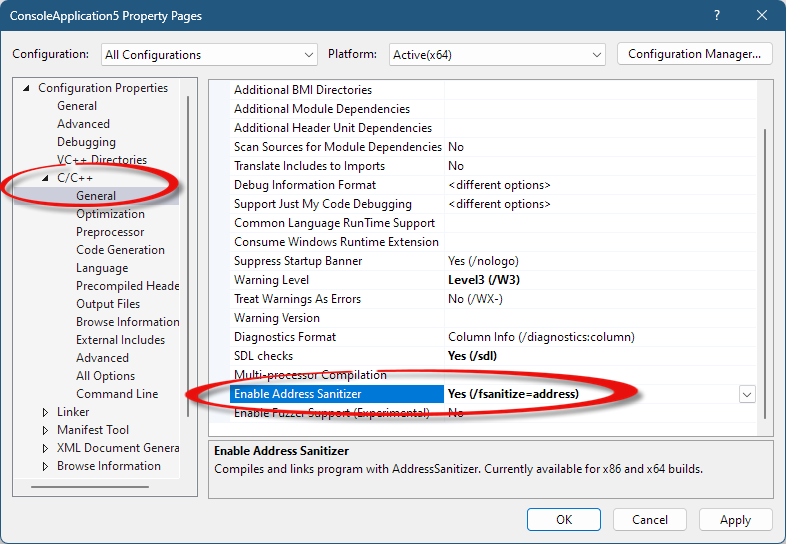 ConsoleApplication5 Property Pages
Configuration: All Configurations Platform: Active(x64) Configuration Manager...
Configuration Properties
General
Advanced
Debugging
VC++ Directories
C/C++
General
Optimization
Preprocessor
Code Generation
Language
Precompiled Heade
Output Files
Browse Information
External Includes
Advanced
All Options
Command Line
Linker
Manifest Tool
XML Document Genera
Browse Information
Additional BMI Directories
Additional Module Dependencies
Additional Header Unit Dependencies
Scan Sources for Module Dependencies No
Translate Includes to Imports No
Debug Information Format <different options>
Support Just My Code Debugging <different options>
Common Language RunTime Support
Consume Windows Runtime Extension
Suppress Startup Banner Yes (/nologo)
Warning Level Level3 (/W3)
Treat Warnings As Errors No (/WX-)
Warning Version
Diagnostics Format Column Info (/diagnostics:column)
SDL checks Yes (/sdl)
Multi-processor Compilation
Enable Address Sanitizer Yes (/fsanitize=address)
Enable Fuzzer Support (Experimental) No
Enable Address Sanitizer
Compiles and links program with AddressSanitizer. Currently available for x86 and x64 builds.
OK Cancel Apply